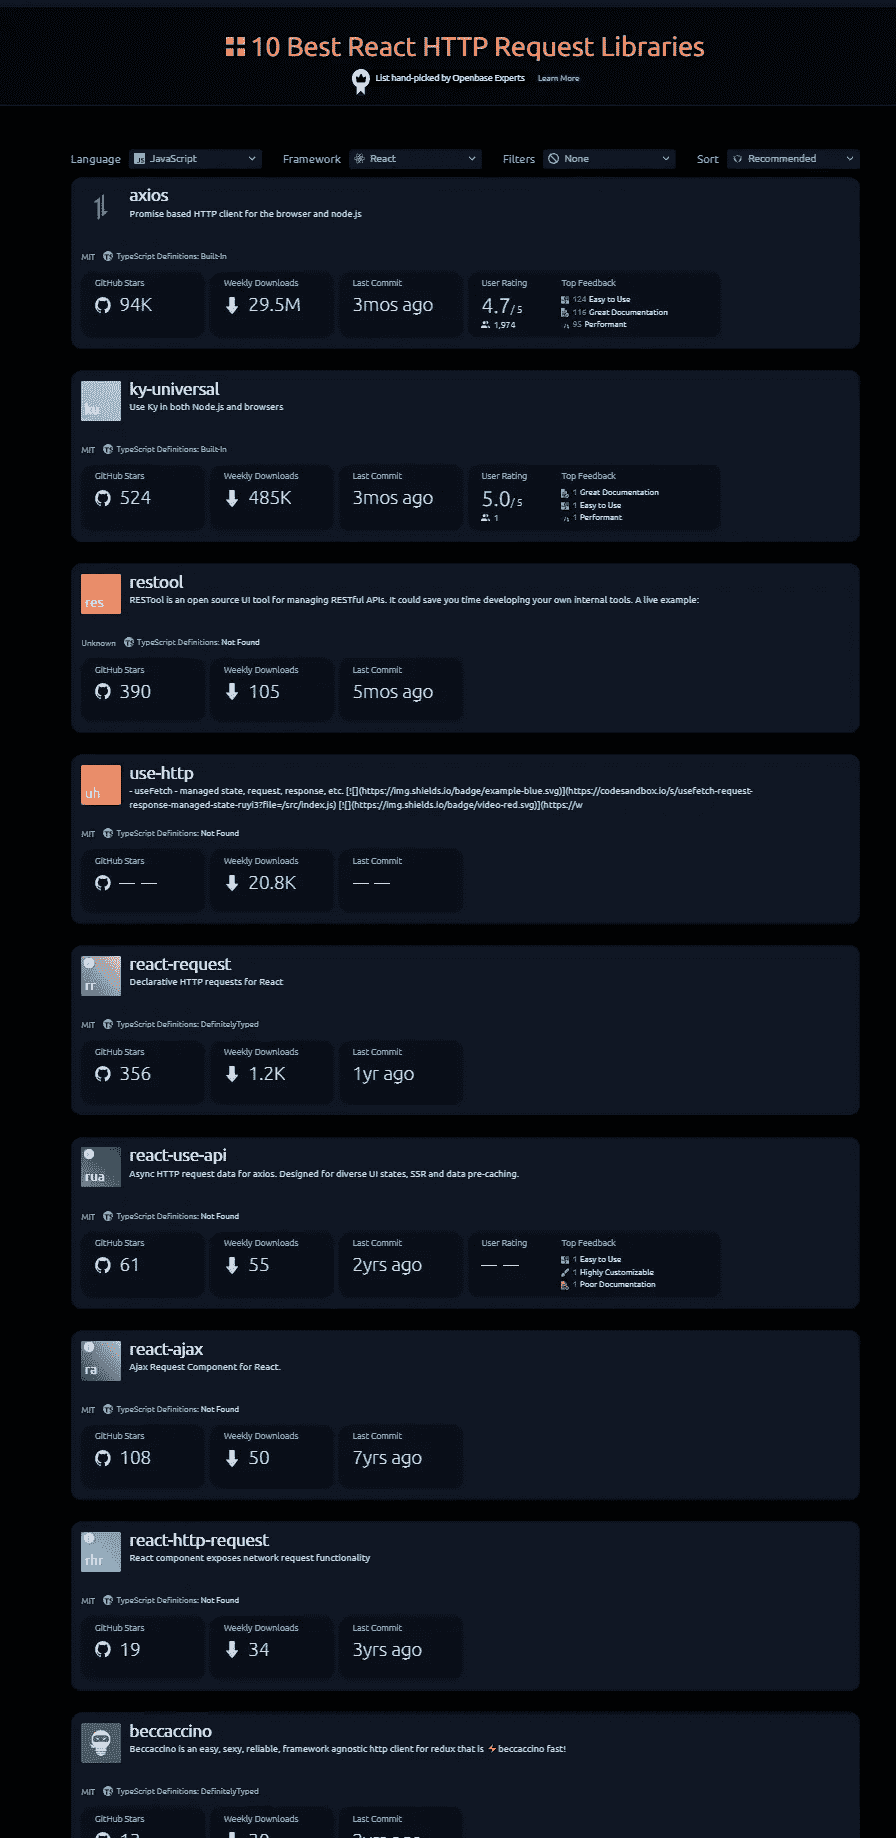 10 Best React HTTP Request Libraries
List hand-picked by Openbase Experts Learn More
Language JavaScript Framework React Filters None Sort Recommended
axios
Promise based HTTP client for the browser and node.js
MIT TS TypeScript Definitions: Built-In
GitHub Stars Weekly Downloads Last Commit User Rating Top Feedback
94K 29.5M 3mos ago 4.7/5
1,974
124 Easy to Use
116 Great Documentation
95 Performant
ku
ky-universal
Use Ky in both Node.js and browsers
MIT TS TypeScript Definitions: Built-In
GitHub Stars Weekly Downloads Last Commit User Rating Top Feedback
524 485K 3mos ago 5.0/5
1
1 Great Documentation
1 Easy to Use
1 Performant
res
restool
RESTool is an open source UI tool for managing RESTful APIs. It could save you time developing your own internal tools. A live example:
Unknown TS TypeScript Definitions: Not Found
GitHub Stars Weekly Downloads Last Commit
390 105 5mos ago
uh
use-http
- useFetch - managed state, request, response, etc. [![](https://img.shields.io/badge/example-blue.svg)](https://codesandbox.io/s/usefetch-request-
response-managed-state-ruyi3?file=/src/index.js) [![](https://img.shields.io/badge/video-red.svg)](https://w
MIT TS TypeScript Definitions: Not Found
GitHub Stars Weekly Downloads Last Commit
— — 20.8K — —
rr
react-request
Declarative HTTP requests for React
MIT TS TypeScript Definitions: DefinitelyTyped
GitHub Stars Weekly Downloads Last Commit
356 1.2K 1yr ago
rua
react-use-api
Async HTTP request data for axios. Designed for diverse UI states, SSR and data pre-caching.
MIT TS TypeScript Definitions: Not Found
GitHub Stars Weekly Downloads Last Commit User Rating Top Feedback
61 55 2yrs ago — —
1 Easy to Use
1 Highly Customizable
1 Poor Documentation
ra
react-ajax
Ajax Request Component for React.
MIT TS TypeScript Definitions: Not Found
GitHub Stars Weekly Downloads Last Commit
108 50 7yrs ago
rhr
react-http-request
React component exposes network request functionality
MIT TS TypeScript Definitions: Not Found
GitHub Stars Weekly Downloads Last Commit
19 34 3yrs ago
beccaccino
Beccaccino is an easy, sexy, reliable, framework agnostic http client for redux that is ⚡beccaccino fast!
MIT TS TypeScript Definitions: DefinitelyTyped
GitHub Stars Weekly Downloads Last Commit